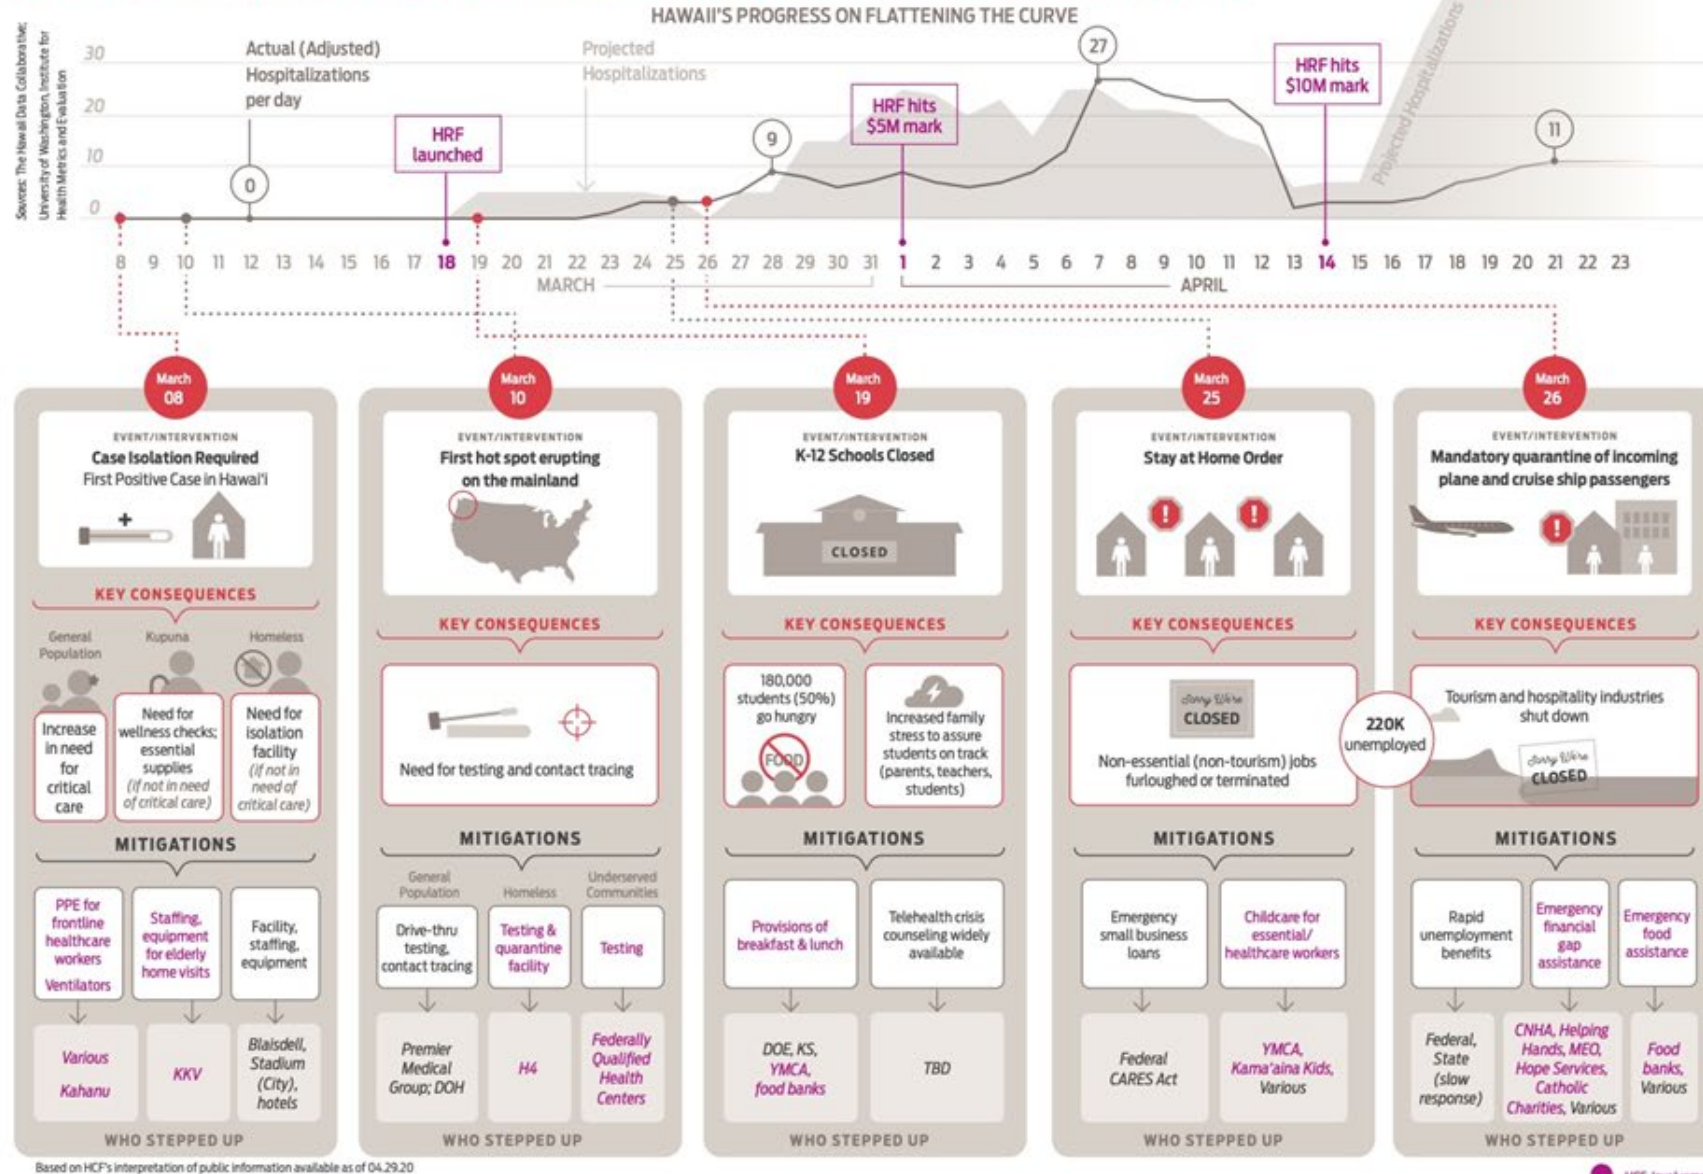 HAWAII'S PROGRESS ON FLATTENING THE CURVE
Sources: The Hawaii Data Collaborative;
University of Washington, Institute for
Health Metrics and Evaluation
30
20
10
0
Actual (Adjusted)
Hospitalizations
per day
0
HRF
launched
Projected
Hospitalizations
9
HRF hits
$5M mark
27
HRF hits
$10M mark
Projected Hospitalizations
11
8 9 10 11 12 13 14 15 16 17 18 19 20 21 22 23 24 25 26 27 28 29 30 31 1 2 3 4 5 6 7 8 9 10 11 12 13 14 15 16 17 18 19 20 21 22 23
MARCH
APRIL
March
08
EVENT/INTERVENTION
Case Isolation Required
First Positive Case in Hawai'i
KEY CONSEQUENCES
General
Population
Increase
in need
for
critical
care
Kupuna
Need for
wellness checks;
essential
supplies
(if not in need
of critical care)
Homeless
Need for
isolation
facility
(if not in
need of
critical care)
MITIGATIONS
PPE for
frontline
healthcare
workers
Ventilators
Staffing,
equipment
for elderly
home visits
Facility,
staffing,
equipment
Various
Kahanu
KKV
Blaisdell,
Stadium
(City),
hotels
WHO STEPPED UP
March
10
EVENT/INTERVENTION
First hot spot erupting
on the mainland
KEY CONSEQUENCES
Need for testing and contact tracing
MITIGATIONS
General
Population
Drive-thru
testing,
contact tracing
Homeless
Testing &
quarantine
facility
Underserved
Communities
Testing
Premier
Medical
Group; DOH
H4
Federally
Qualified
Health
Centers
WHO STEPPED UP
March
19
EVENT/INTERVENTION
K-12 Schools Closed
CLOSED
KEY CONSEQUENCES
180,000
students (50%)
go hungry
FOOD
Increased family
stress to assure
students on track
(parents, teachers,
students)
MITIGATIONS
Provisions of
breakfast & lunch
Telehealth crisis
counseling widely
available
DOE, KS,
YMCA,
food banks
TBD
WHO STEPPED UP
March
25
EVENT/INTERVENTION
Stay at Home Order
!
!
KEY CONSEQUENCES
Sorry We're
CLOSED
Non-essential (non-tourism) jobs
furloughed or terminated
220K
unemployed
MITIGATIONS
Emergency
small business
loans
Childcare for
essential/
healthcare workers
Federal
CARES Act
YMCA,
Kama'aina Kids,
Various
WHO STEPPED UP
March
26
EVENT/INTERVENTION
Mandatory quarantine of incoming
plane and cruise ship passengers
!
KEY CONSEQUENCES
Tourism and hospitality industries
shut down
Sorry We're
CLOSED
MITIGATIONS
Rapid
unemployment
benefits
Emergency
financial
gap
assistance
Emergency
food
assistance
Federal,
State
(slow
response)
CNHA, Helping
Hands, MEO,
Hope Services,
Catholic
Charities, Various
Food
banks,
Various
WHO STEPPED UP
Based on HCF's interpretation of public information available as of 04.29.20